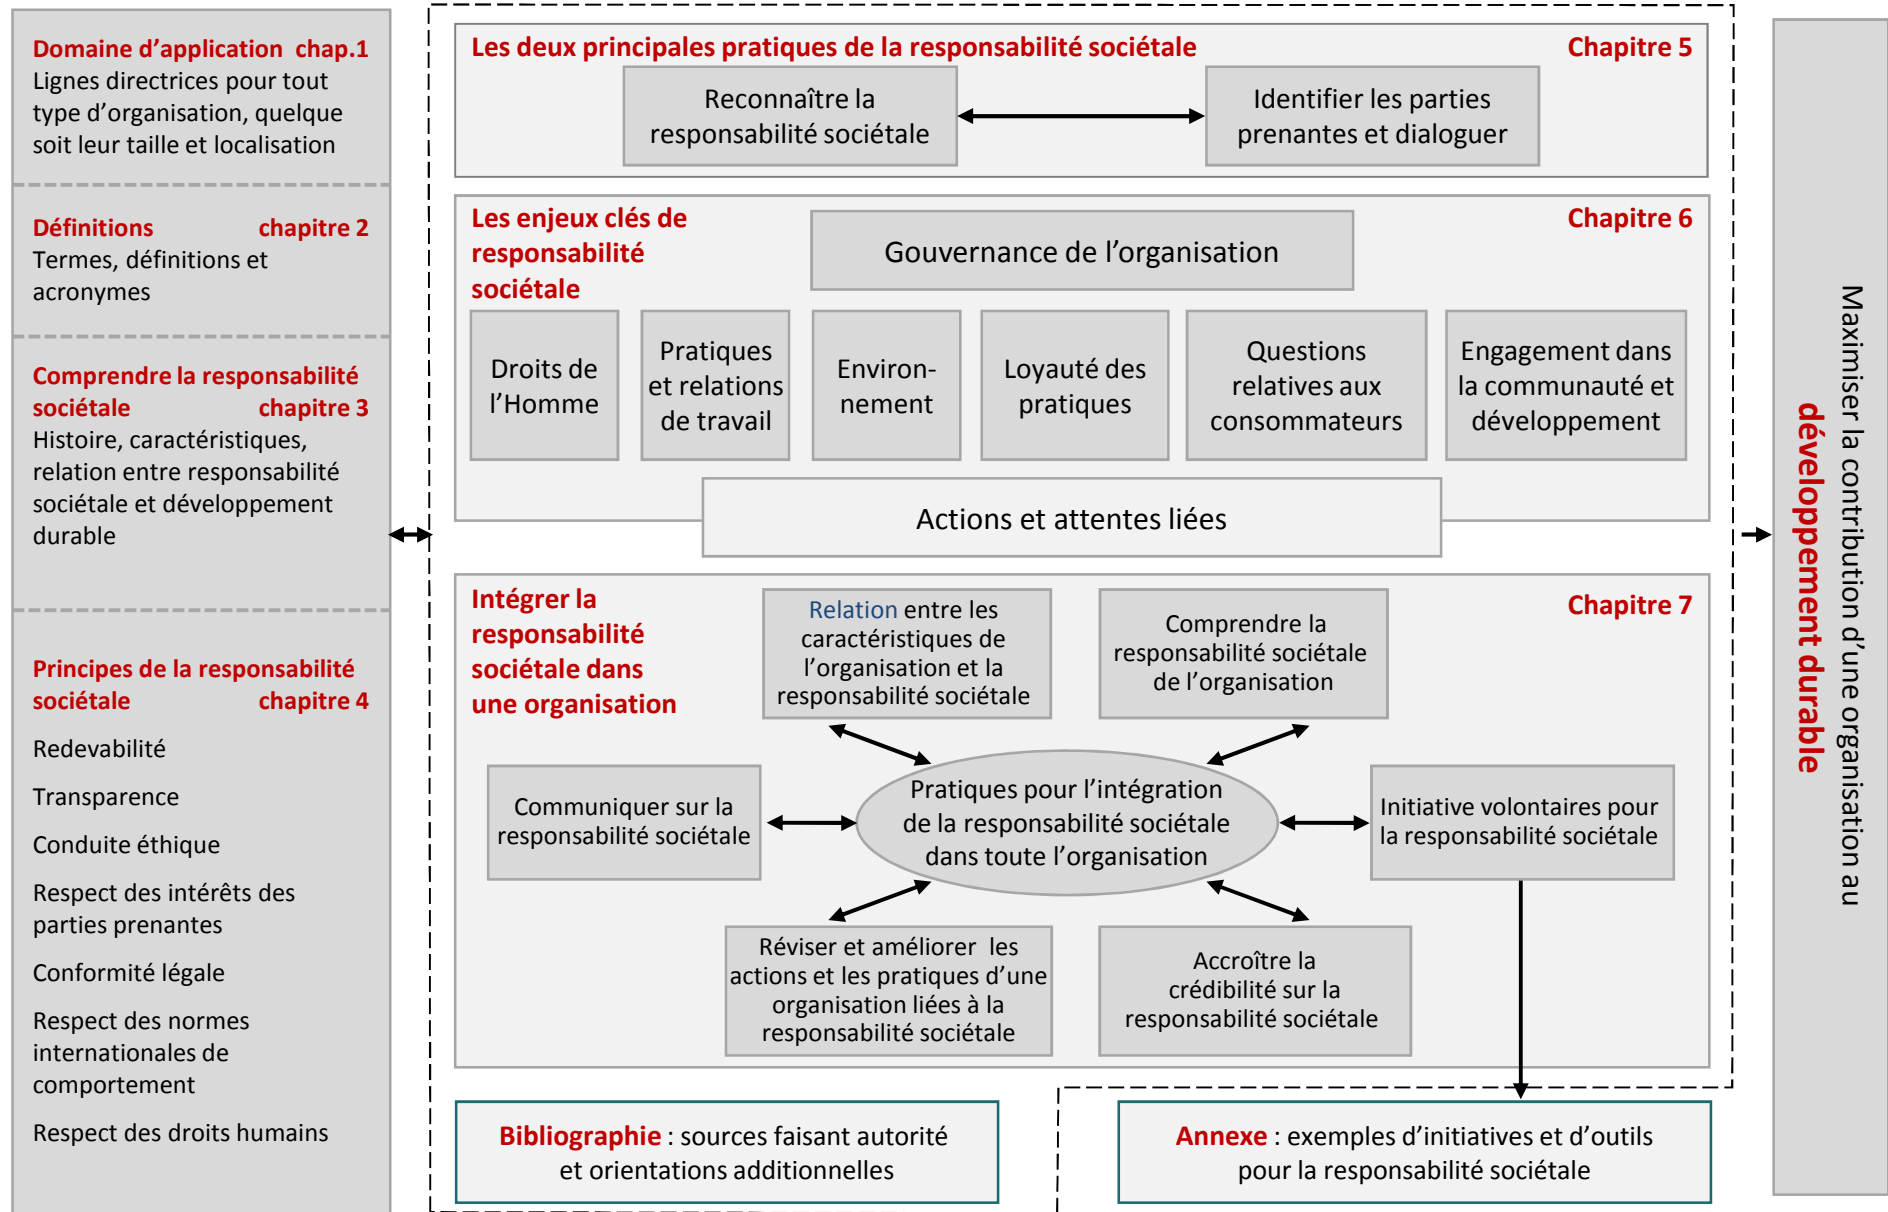 Domaine d’application chap.1
Lignes directrices pour tout
type d’organisation, quelque
soit leur taille et localisation
Définitions chapitre 2
Termes, définitions et
acronymes
Comprendre la responsabilité
sociétale chapitre 3
Histoire, caractéristiques,
relation entre responsabilité
sociétale et développement
durable
Principes de la responsabilité
sociétale chapitre 4
Redevabilité
Transparence
Conduite éthique
Respect des intérêts des
parties prenantes
Conformité légale
Respect des normes
internationales de
comportement
Respect des droits humains
Les deux principales pratiques de la responsabilité sociétale Chapitre 5
Reconnaître la
responsabilité sociétale
Identifier les parties
prenantes et dialoguer
Les enjeux clés de
responsabilité
sociétale
Chapitre 6
Gouvernance de l’organisation
Droits de
l’Homme
Pratiques
et relations
de travail
Environ-
nement
Loyauté des
pratiques
Questions
relatives aux
consommateurs
Engagement dans
la communauté et
développement
Actions et attentes liées
Intégrer la
responsabilité
sociétale dans
une organisation
Chapitre 7
Relation entre les
caractéristiques de
l’organisation et la
responsabilité sociétale
Comprendre la
responsabilité sociétale
de l’organisation
Communiquer sur la
responsabilité sociétale
Pratiques pour l’intégration
de la responsabilité sociétale
dans toute l’organisation
Initiative volontaires pour
la responsabilité sociétale
Réviser et améliorer les
actions et les pratiques d’une
organisation liées à la
responsabilité sociétale
Accroître la
crédibilité sur la
responsabilité sociétale
Bibliographie : sources faisant autorité
et orientations additionnelles
Annexe : exemples d’initiatives et d’outils
pour la responsabilité sociétale
Maximiser la contribution d’une organisation au
développement durable